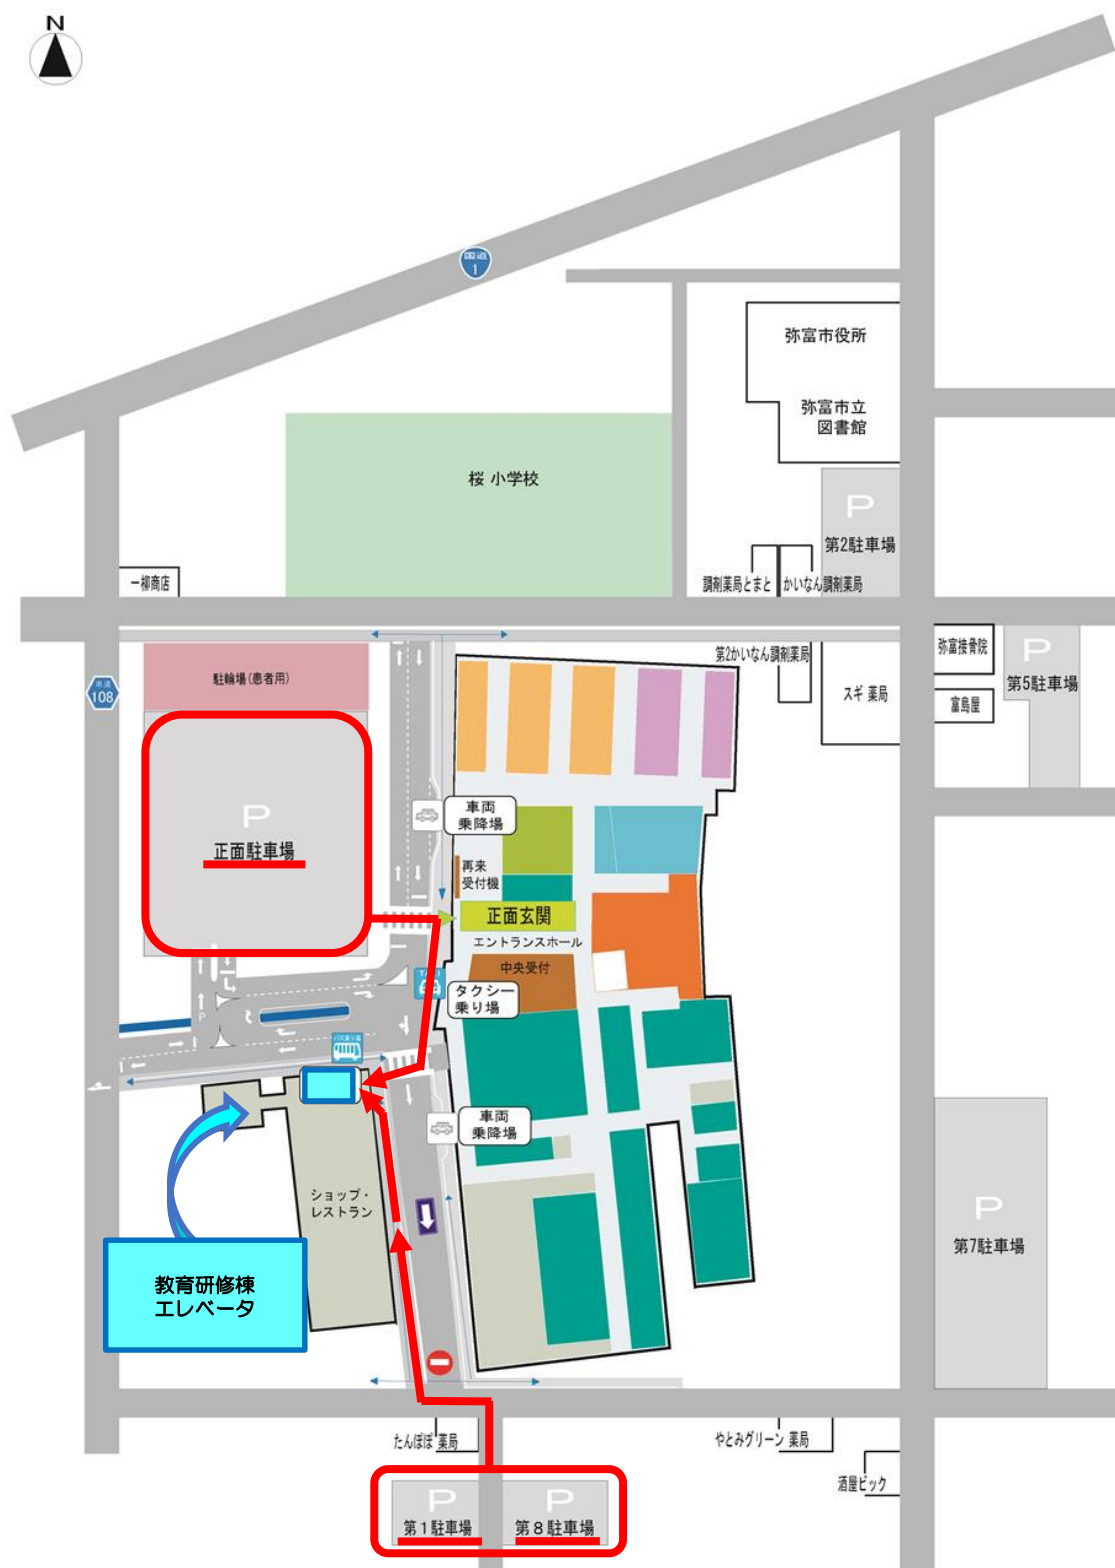 N
国道
1
弥富市役所
弥富市立
図書館
桜 小学校
P
第2駐車場
調剤薬局とまと
かいなん調剤薬局
一柳商店
第2かいなん調剤薬局
弥富接骨院
P
第5駐車場
富島屋
スギ 薬局
県道
108
駐輪場(患者用)
P
正面駐車場
車両
乗降場
再来
受付機
正面玄関
エントランスホール
中央受付
タクシー
乗り場
P
車両
乗降場
ショップ・
レストラン
教育研修棟
エレベータ
P
第7駐車場
たんぽぽ 薬局
やとみグリーン 薬局
酒屋ビック
P
第1駐車場
P
第8駐車場